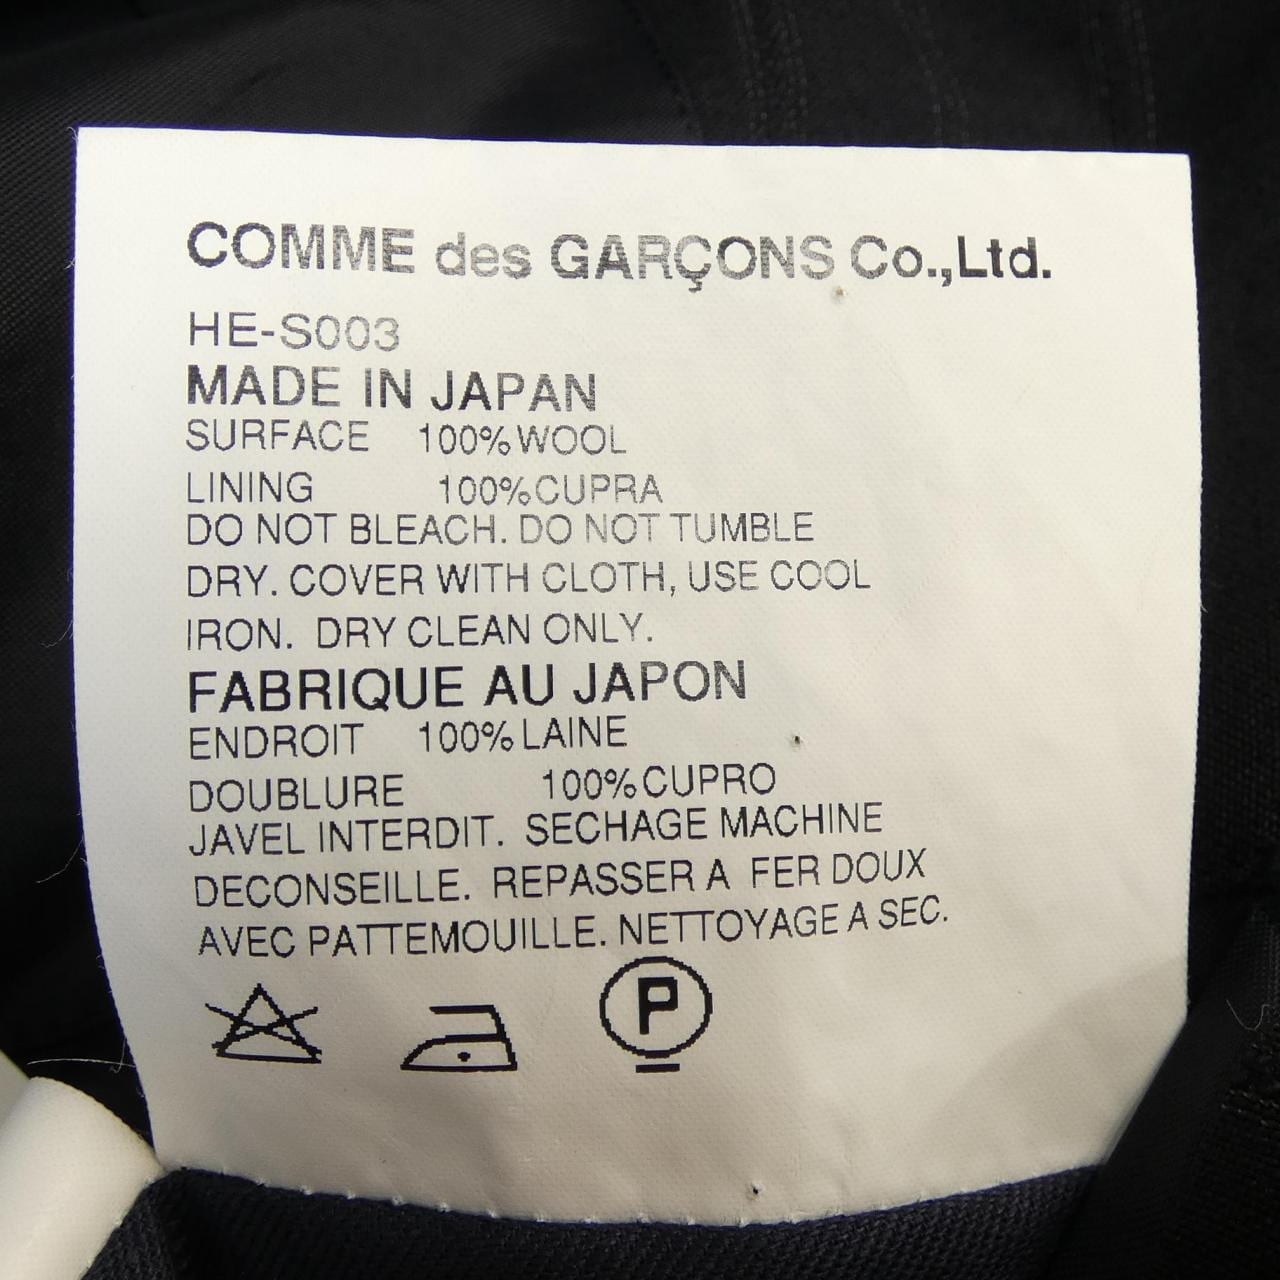 COMME des GARÇONS Co.,Ltd.
HE-S003
MADE IN JAPAN
SURFACE 100%WOOL
LINING 100%CUPRA
DO NOT BLEACH. DO NOT TUMBLE
DRY. COVER WITH CLOTH, USE COOL
IRON. DRY CLEAN ONLY.
FABRIQUE AU JAPON
ENDROIT 100%LAINE
DOUBLURE 100%CUPRO
JAVEL INTERDIT. SECHAGE MACHINE
DECONSEILLE. REPASSER A FER DOUX
AVEC PATTEMOUILLE. NETTOYAGE A SEC.
P